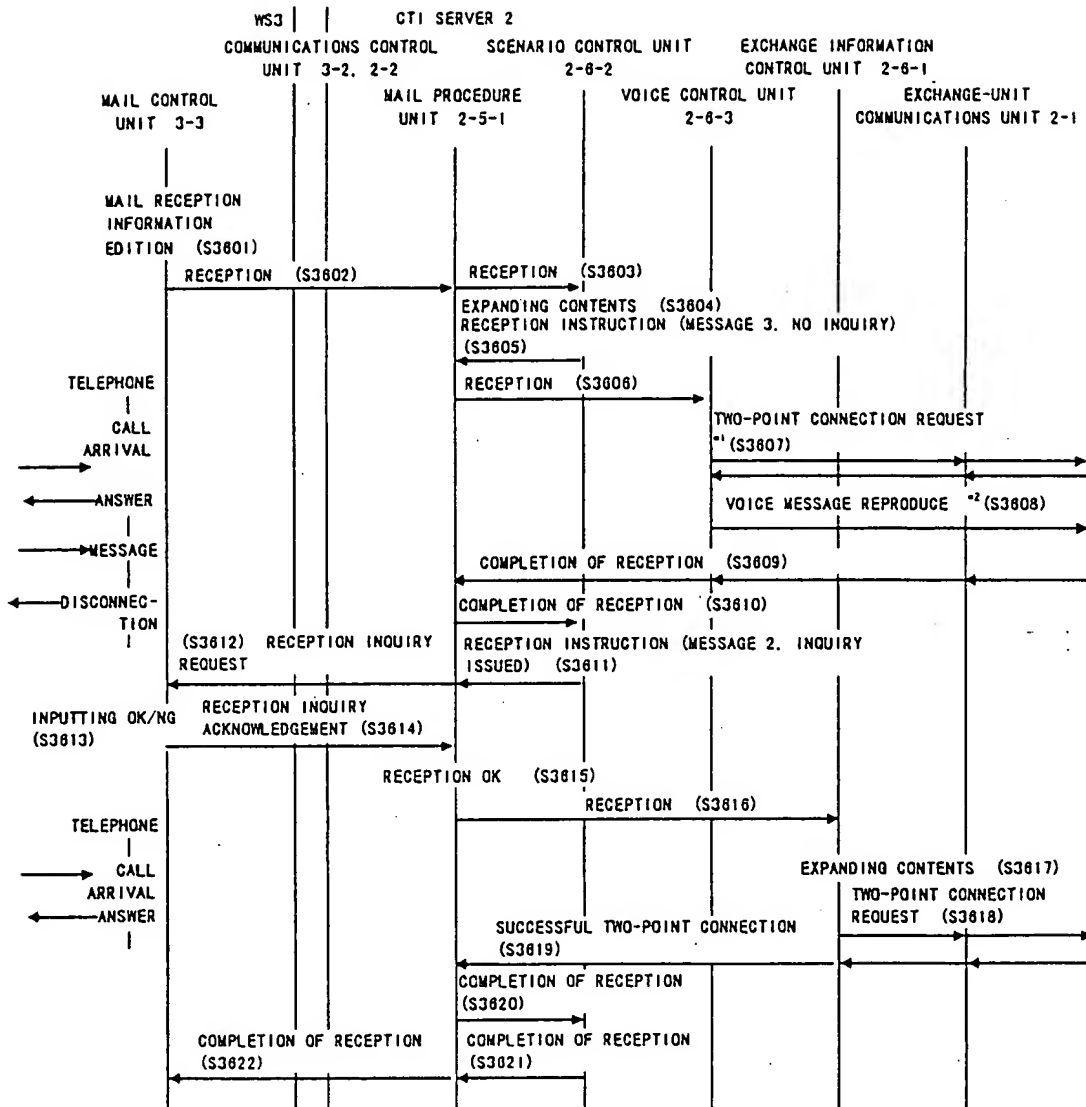 WS3
CTI SERVER 2
COMMUNICATIONS CONTROL
UNIT 3-2, 2-2
SCENARIO CONTROL UNIT
2-6-2
EXCHANGE INFORMATION
CONTROL UNIT 2-6-1
MAIL CONTROL
UNIT 3-3
MAIL PROCEDURE
UNIT 2-5-1
VOICE CONTROL UNIT
2-6-3
EXCHANGE-UNIT
COMMUNICATIONS UNIT 2-1
MAIL RECEPTION
INFORMATION
EDITION (S3601)
RECEPTION (S3602)
RECEPTION (S3603)
EXPANDING CONTENTS (S3604)
RECEPTION INSTRUCTION (MESSAGE 3, NO INQUIRY)
(S3605)
TELEPHONE
RECEPTION (S3606)
CALL
ARRIVAL
TWO-POINT CONNECTION REQUEST
*1 (S3607)
ANSWER
VOICE MESSAGE REPRODUCE *2 (S3608)
MESSAGE
COMPLETION OF RECEPTION (S3609)
DISCONNEC-
TION
COMPLETION OF RECEPTION (S3610)
(S3612) RECEPTION INQUIRY
REQUEST
RECEPTION INSTRUCTION (MESSAGE 2, INQUIRY
ISSUED) (S3611)
INPUTTING OK/NG
(S3613)
RECEPTION INQUIRY
ACKNOWLEDGEMENT (S3614)
RECEPTION OK (S3615)
RECEPTION (S3616)
TELEPHONE
CALL
ARRIVAL
ANSWER
EXPANDING CONTENTS (S3617)
TWO-POINT CONNECTION
REQUEST (S3618)
SUCCESSFUL TWO-POINT CONNECTION
(S3619)
COMPLETION OF RECEPTION
(S3620)
COMPLETION OF RECEPTION
(S3622)
COMPLETION OF RECEPTION
(S3621)